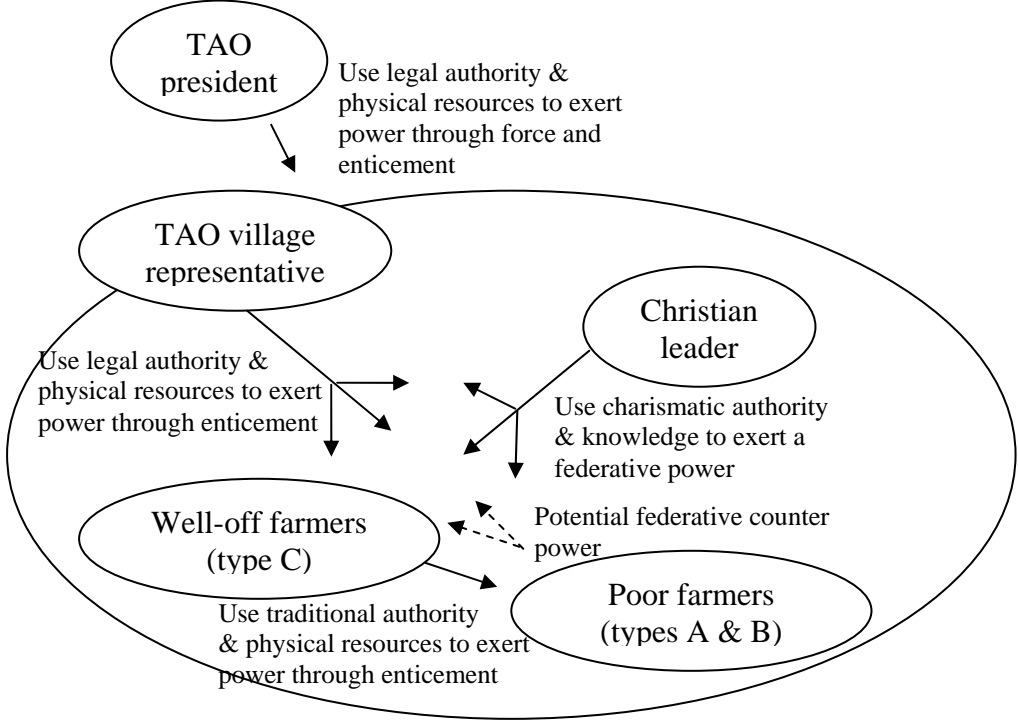 TAO
president
Use legal authority &
physical resources to exert
power through force and
enticement
TAO village
representative
Christian
leader
Use legal authority &
physical resources to exert
power through enticement
Use charismatic authority
& knowledge to exert a
federative power
Well-off farmers
(type C)
Potential federative counter
power
Poor farmers
(types A & B)
Use traditional authority
& physical resources to exert
power through enticement